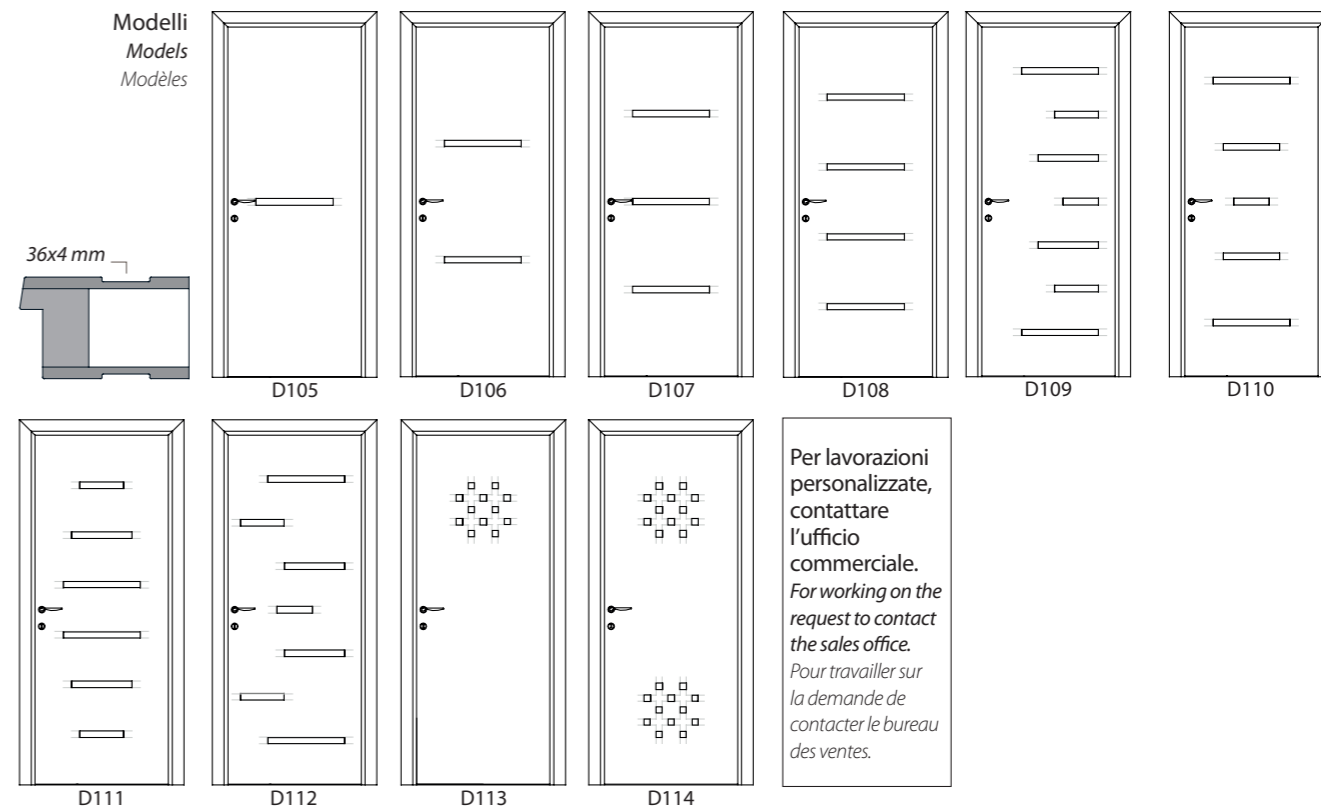 Modelli
Models
Modèles
36x4 mm
D105
D106
D107
D108
D109
D110
D111
D112
D113
D114
Per lavorazioni
personalizzate,
contattare
l'ufficio
commerciale.
For working on the
request to contact
the sales office.
Pour travailler sur
la demande de
contacter le bureau
des ventes.